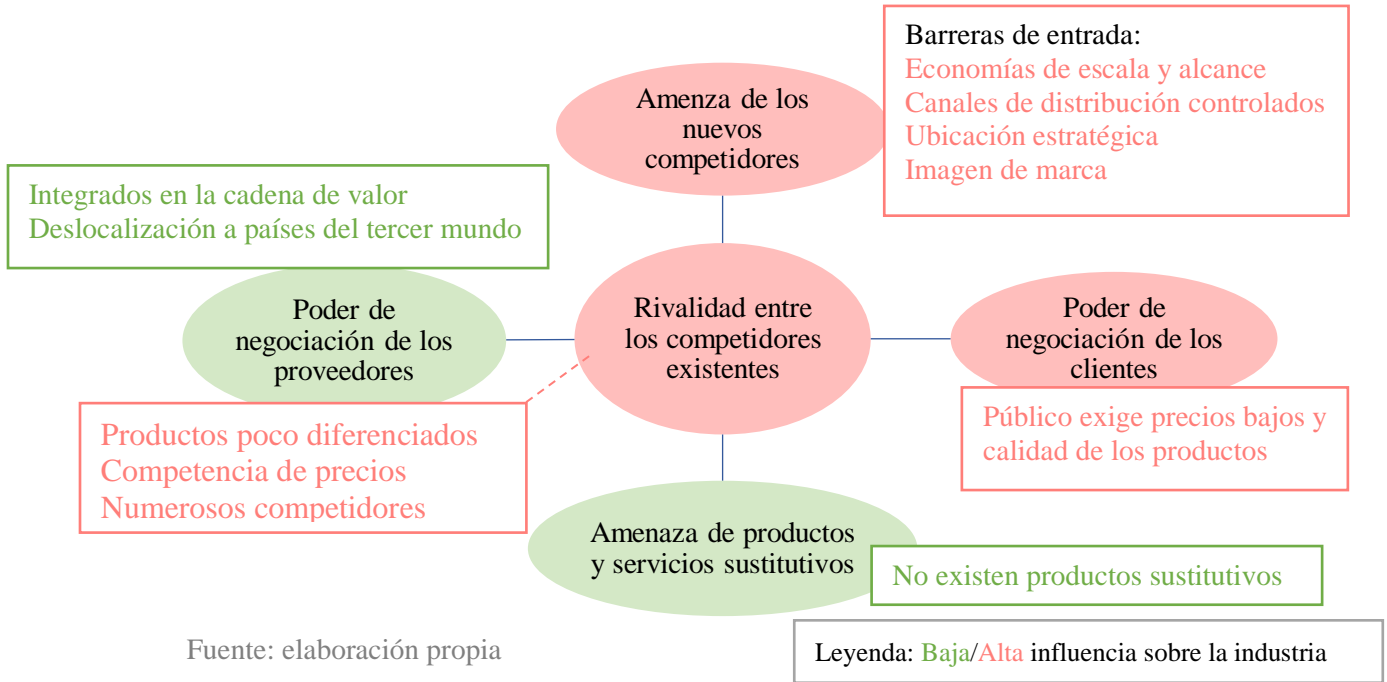 Barreras de entrada:
Economías de escala y alcance
Canales de distribución controlados
Ubicación estratégica
Imagen de marca
Amenza de los
nuevos
competidores
Integrados en la cadena de valor
Deslocalización a países del tercer mundo
Poder de
negociación de los
proveedores
Rivalidad entre
los competidores
existentes
Poder de
negociación de los
clientes
Productos poco diferenciados
Competencia de precios
Numerosos competidores
Público exige precios bajos y
calidad de los productos
Amenaza de productos
y servicios sustitutivos
No existen productos sustitutivos
Fuente: elaboración propia
Leyenda: Baja/Alta influencia sobre la industria